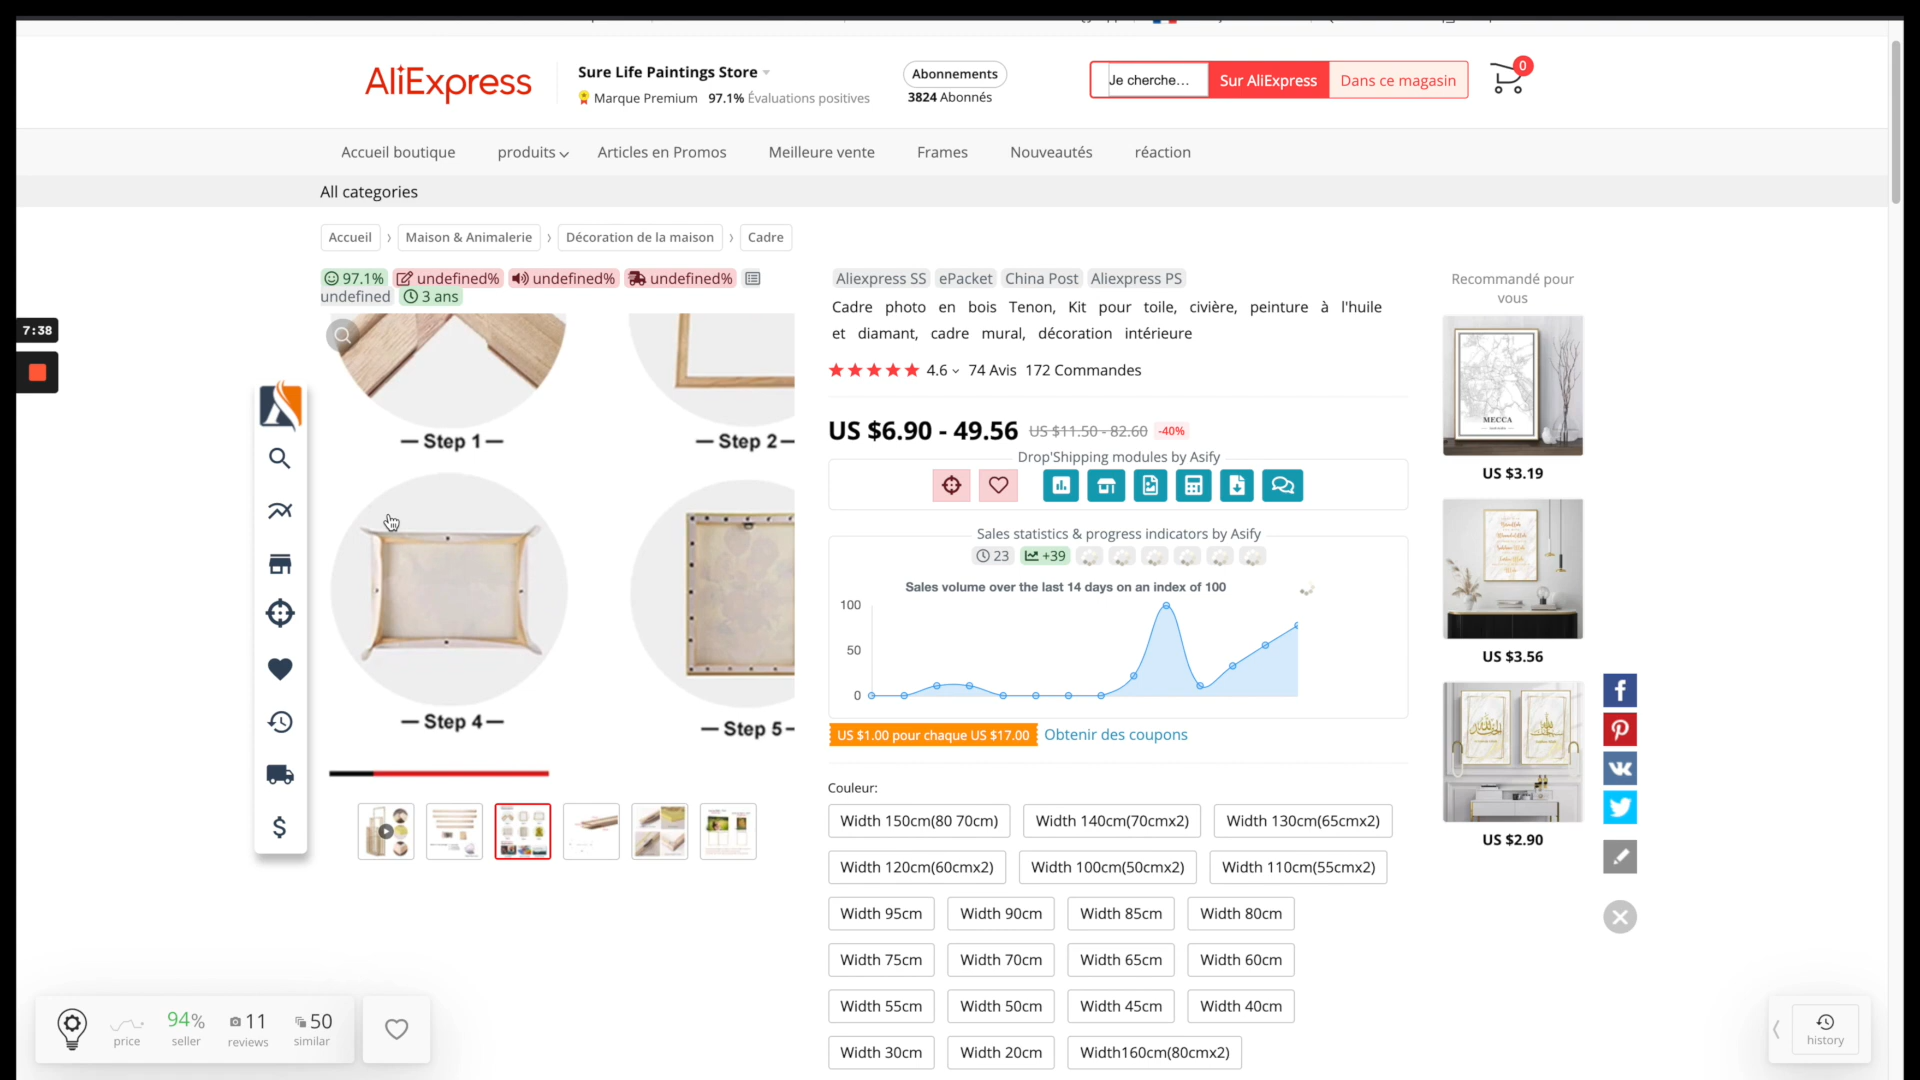 AliExpress
Sure Life Paintings Store
Marque Premium 97.1% Évaluations positives
Abonnements
3824 Abonnés
Je cherche...
Sur AliExpress
Dans ce magasin
0
Accueil boutique
produits
Articles en Promos
Meilleure vente
Frames
Nouveautés
réaction
All categories
Accueil
Maison & Animalerie
Décoration de la maison
Cadre
97.1% undefined% undefined% undefined%
undefined 3 ans
7:38
— Step 1 —
— Step 2 —
— Step 4 —
— Step 5 -
Aliexpress SS ePacket China Post Aliexpress PS
Cadre photo en bois Tenon, Kit pour toile, civière, peinture à l'huile
et diamant, cadre mural, décoration intérieure
4.6 74 Avis 172 Commandes
US $6.90 - 49.56 US $11.50 - 82.60 -40%
Drop'Shipping modules by Asify
Sales statistics & progress indicators by Asify
23 +39
Sales volume over the last 14 days on an index of 100
100
50
0
US $1.00 pour chaque US $17.00 Obtenir des coupons
Couleur:
Width 150cm(80 70cm) Width 140cm(70cmx2) Width 130cm(65cmx2)
Width 120cm(60cmx2) Width 100cm(50cmx2) Width 110cm(55cmx2)
Width 95cm Width 90cm Width 85cm Width 80cm
Width 75cm Width 70cm Width 65cm Width 60cm
Width 55cm Width 50cm Width 45cm Width 40cm
Width 30cm Width 20cm Width160cm(80cmx2)
Recommandé pour
vous
MECCA
US $3.19
US $3.56
US $2.90
price
94%
seller
11
reviews
50
similar
history